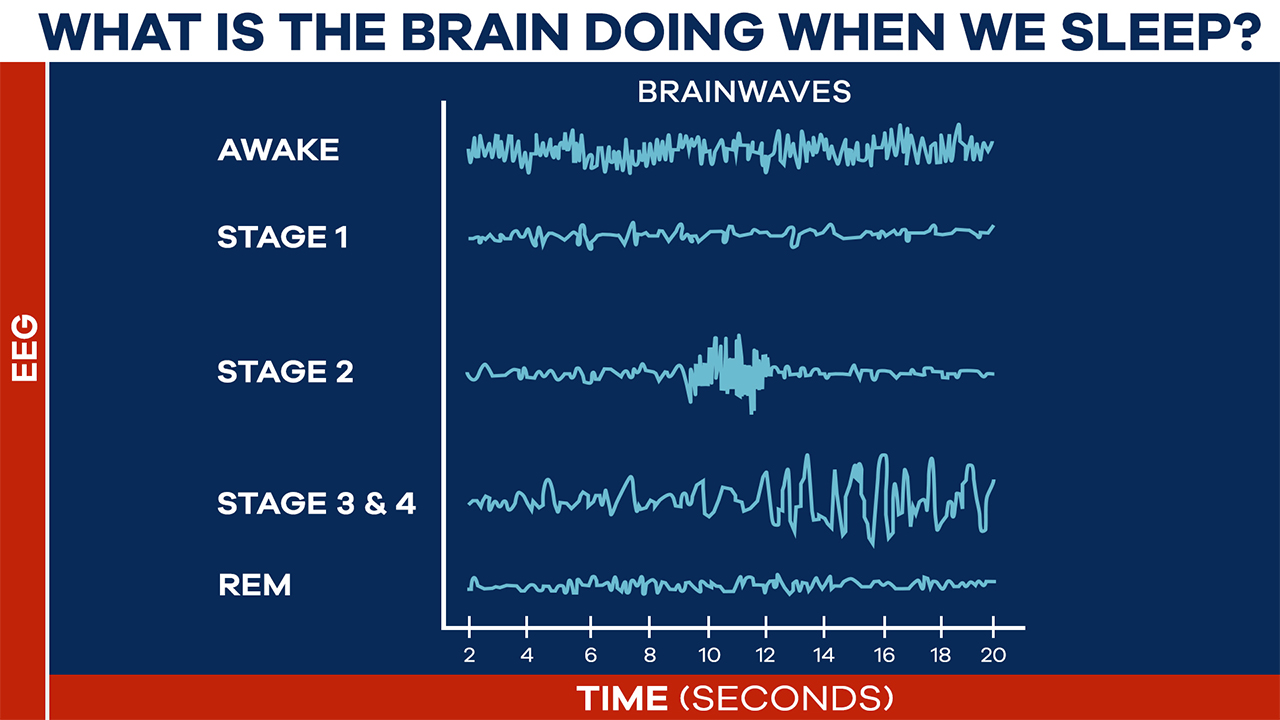 WHAT IS THE BRAIN DOING WHEN WE SLEEP?
BRAINWAVES
AWAKE
STAGE 1
STAGE 2
STAGE 3 & 4
REM
EEG
2 4 6 8 10 12 14 16 18 20
TIME (SECONDS)